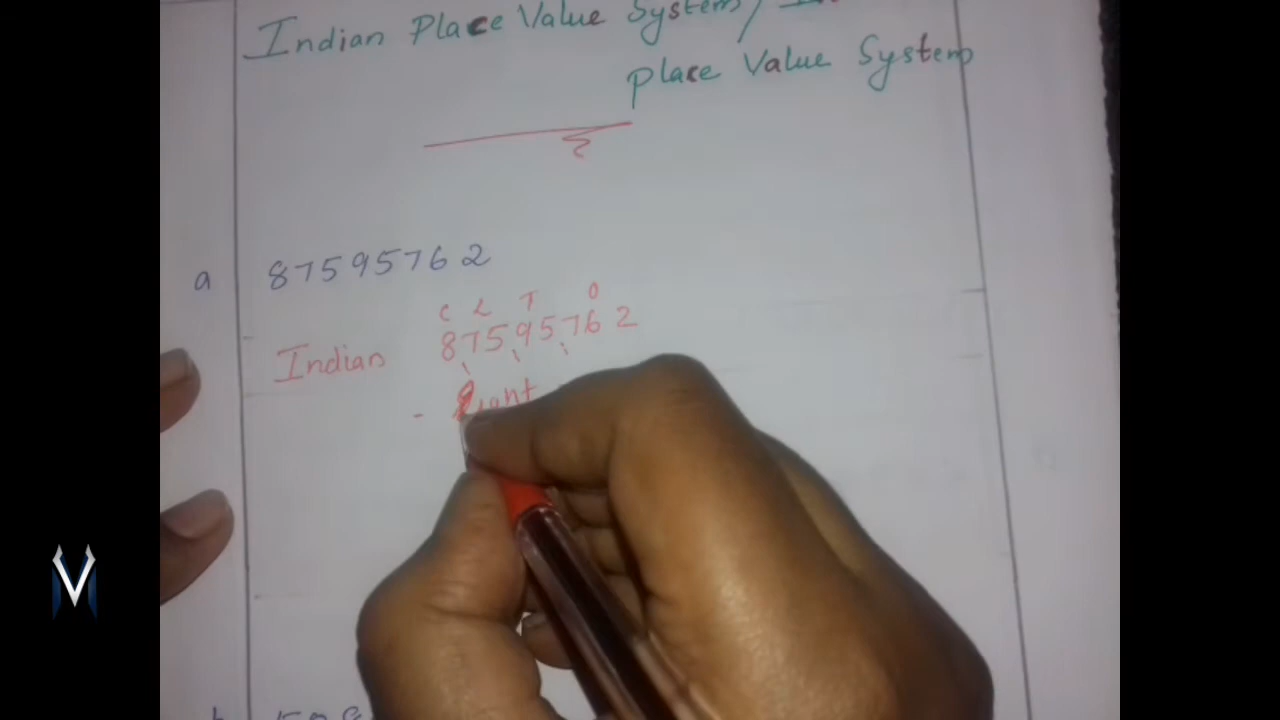 Indian Place Value System/
Place Value System
a 87595762
C L T O
Indian 87595762
-